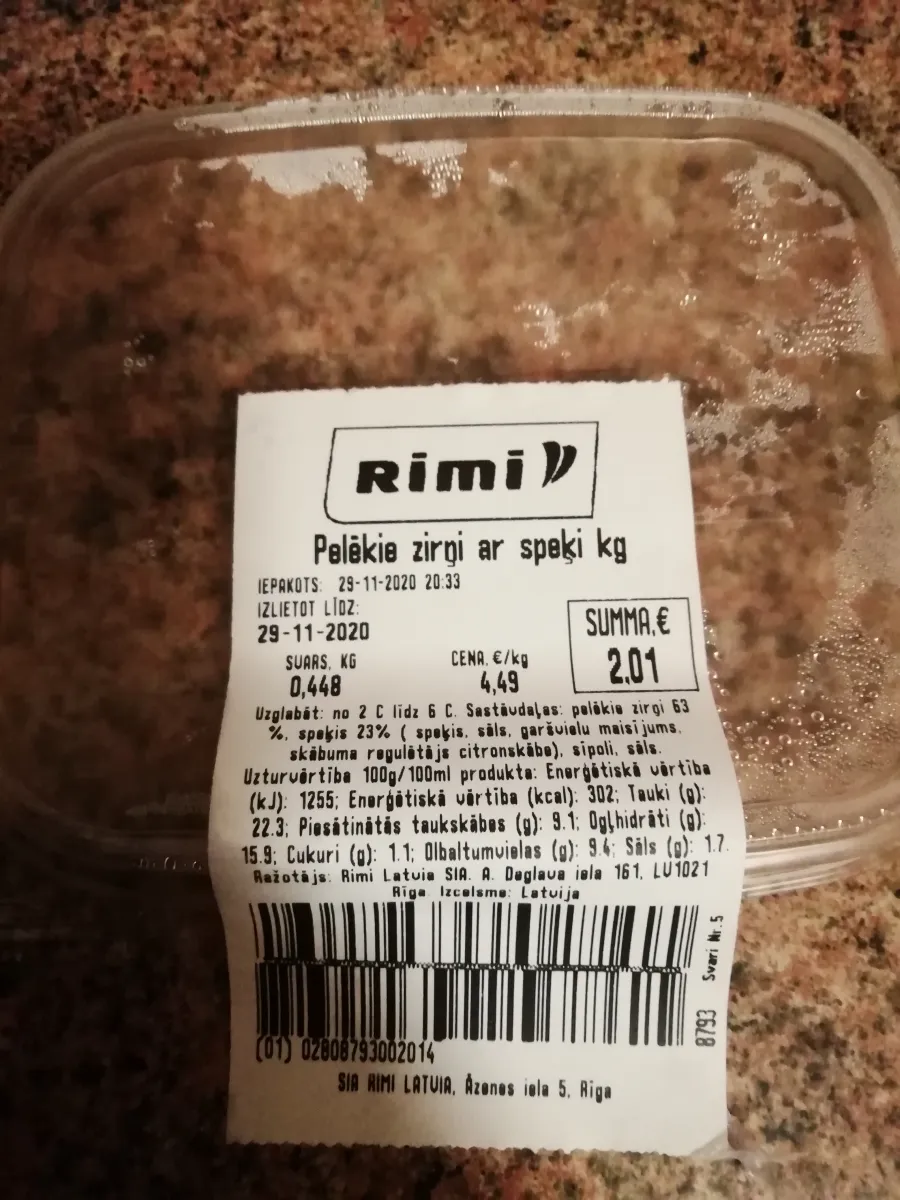 Rimi
Pelēkie zirņi ar speķi kg
IEPAKOTS: 29-11-2020 20:33
IZLIETOT LĪDZ:
29-11-2020
SVARS, KG
0,448
CENA, €/kg
4,49
SUMMA,€
2,01
Uzglabāt: no 2 C līdz 6 C. Sastāvdaļas: pelēkie zirņi 63
%, speķis 23% ( speķis, sāls, garšvielu maisījums,
skābuma regulētājs citronskābe), sīpoli, sāls.
Uzturvērtība 100g/100ml produkta: Enerģētiskā vērtība
(kJ): 1255; Enerģētiskā vērtība (kcal): 302; Tauki (g):
22.3; Piesātinātās taukskābes (g): 9.1; Ogļhidrāti (g):
15.9; Cukuri (g): 1.1; Olbaltumvielas (g): 9.4; Sāls (g): 1.7.
Ražotājs: Rimi Latvia SIA. A. Deglava iela 161, LV1021
Rīga. Izcelsme: Latvija
Svari Nr.5
8793
(01) 02808793002014
SIA RIMI LATVIA, Āzenes iela 5, Rīga